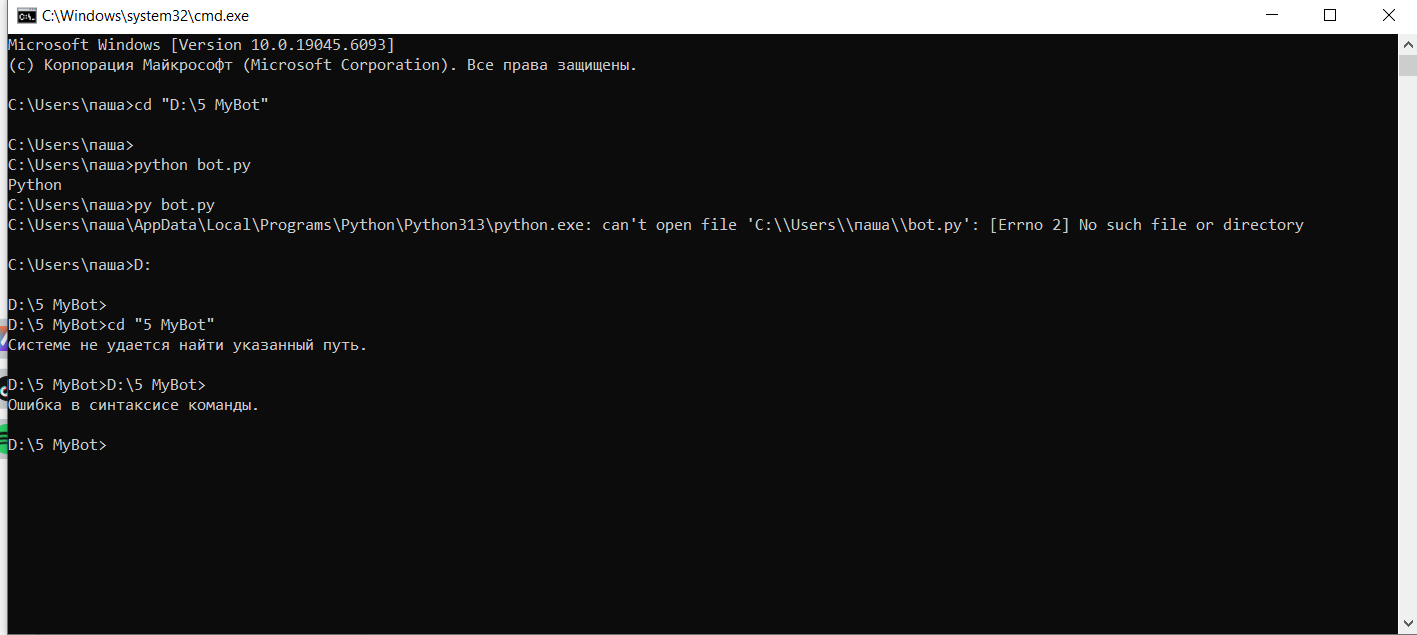 C:\Windows\system32\cmd.exe
Microsoft Windows [Version 10.0.19045.6093]
(c) Корпорация Майкрософт (Microsoft Corporation). Все права защищены.
C:\Users\паша>cd "D:\5 MyBot"
C:\Users\паша>
C:\Users\паша>python bot.py
Python
C:\Users\паша>py bot.py
C:\Users\паша\AppData\Local\Programs\Python\Python313\python.exe: can't open file 'C:\\Users\\паша\\bot.py': [Errno 2] No such file or directory
C:\Users\паша>D:
D:\5 MyBot>
D:\5 MyBot>cd "5 MyBot"
Системе не удается найти указанный путь.
D:\5 MyBot>D:\5 MyBot>
Ошибка в синтаксисе команды.
D:\5 MyBot>